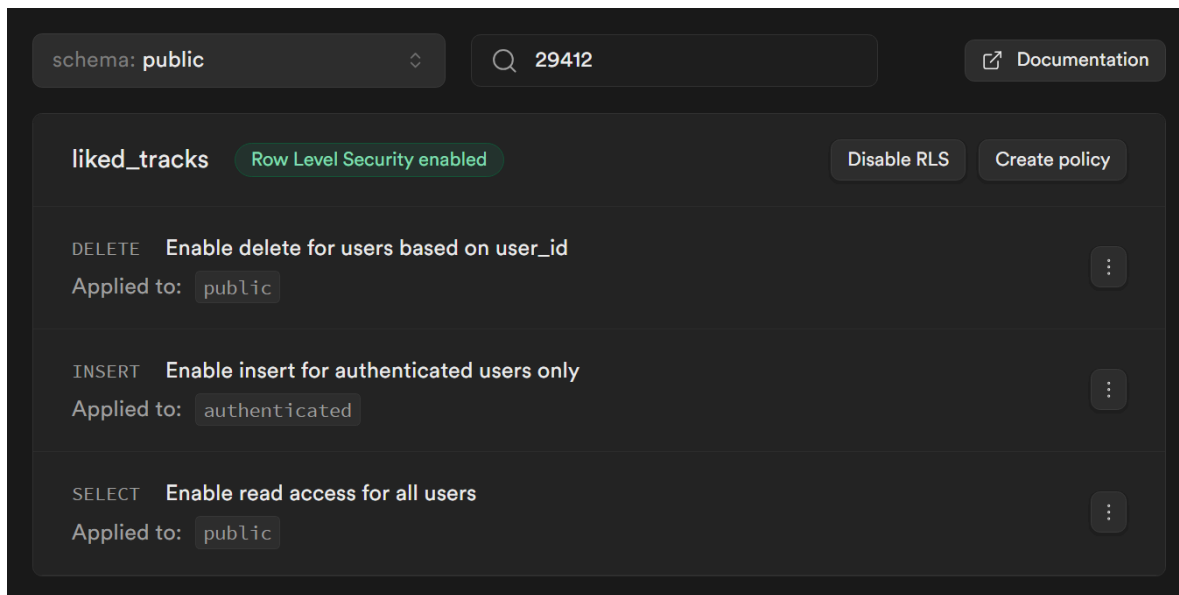 schema: public
29412
Documentation
liked_tracks
Row Level Security enabled
Disable RLS
Create policy
DELETE Enable delete for users based on user_id
Applied to: public
INSERT Enable insert for authenticated users only
Applied to: authenticated
SELECT Enable read access for all users
Applied to: public